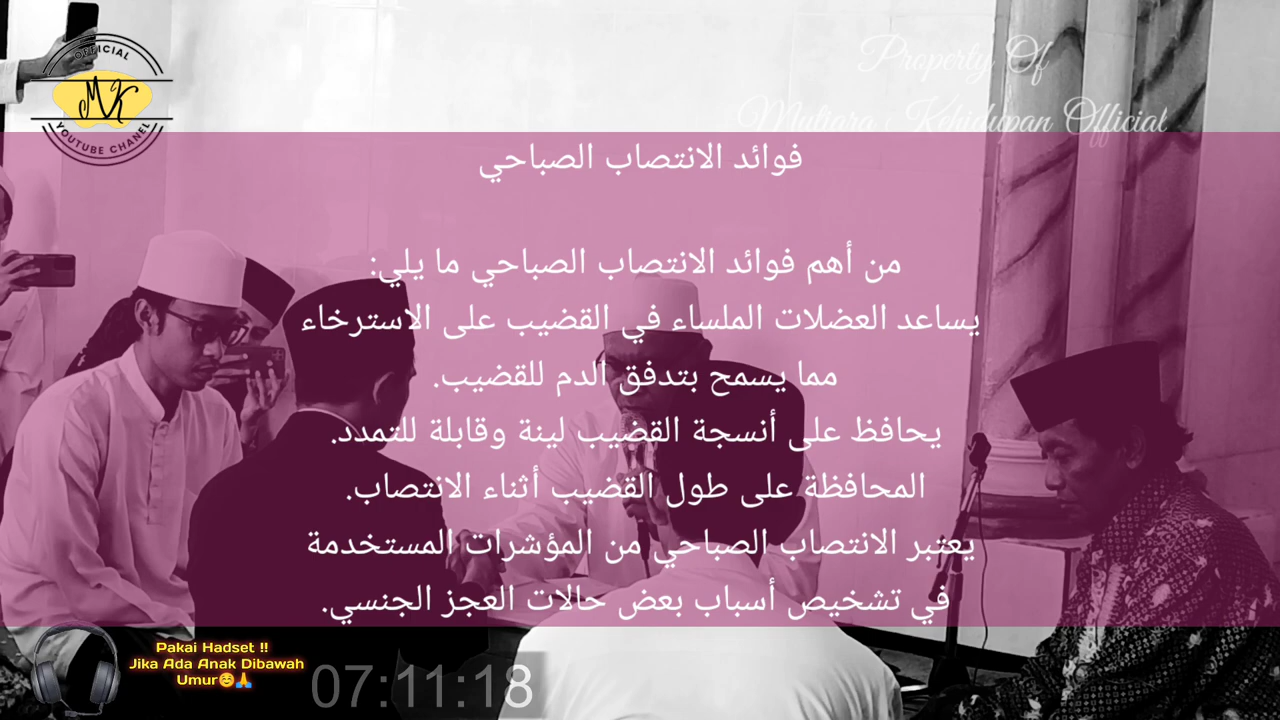 OFFICIAL
MK
YOUTUBE CHANEL
Property Of
Mutiara Kehidupan Official
فوائد الانتصاب الصباحي
من أهم فوائد الانتصاب الصباحي ما يلي:
يساعد العضلات الملساء في القضيب على الاسترخاء
مما يسمح بتدفق الدم للقضيب.
يحافظ على أنسجة القضيب لينة وقابلة للتمدد.
المحافظة على طول القضيب أثناء الانتصاب.
يعتبر الانتصاب الصباحي من المؤشرات المستخدمة
في تشخيص أسباب بعض حالات العجز الجنسي.
Pakai Hadset !!
Jika Ada Anak Dibawah
Umur☺️🙏
07:11:18